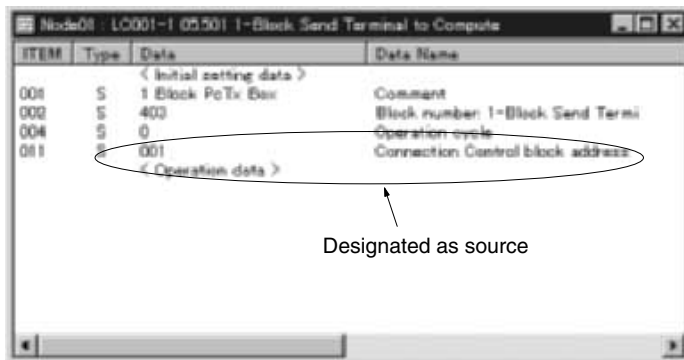 Node01 : LC001-1 05.501 1-Block Send Terminal to Compute
ITEM Type Data Data Name
< Initial setting data >
001 S 1 Block PcTx Box Comment
002 S 403 Block number: 1-Block Send Termi
004 S 0 Operation cycle
011 S 001 Connection Control block address
< Operation data >
Designated as source